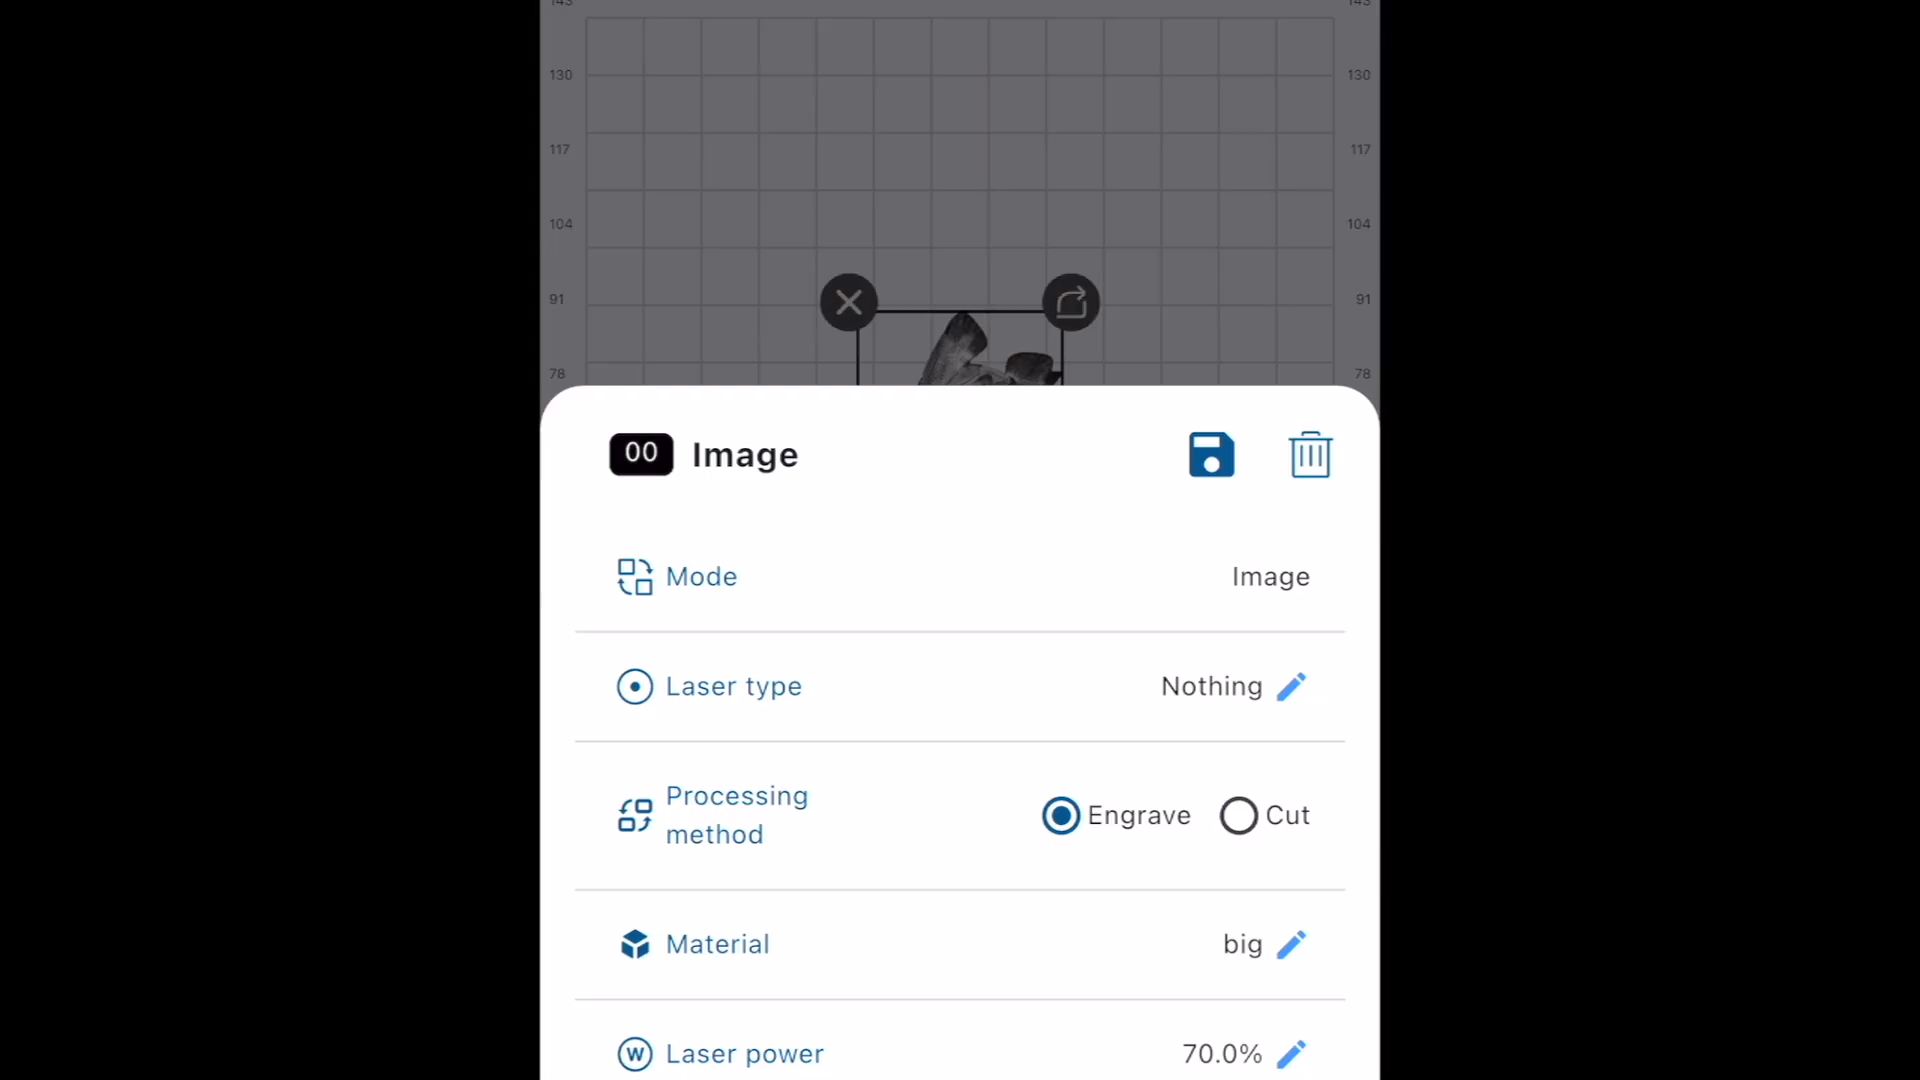 143 143
130 130
117 117
104 104
91 91
78 78
00 Image
Mode Image
Laser type Nothing
Processing
method Engrave Cut
Material big
W Laser power 70.0%